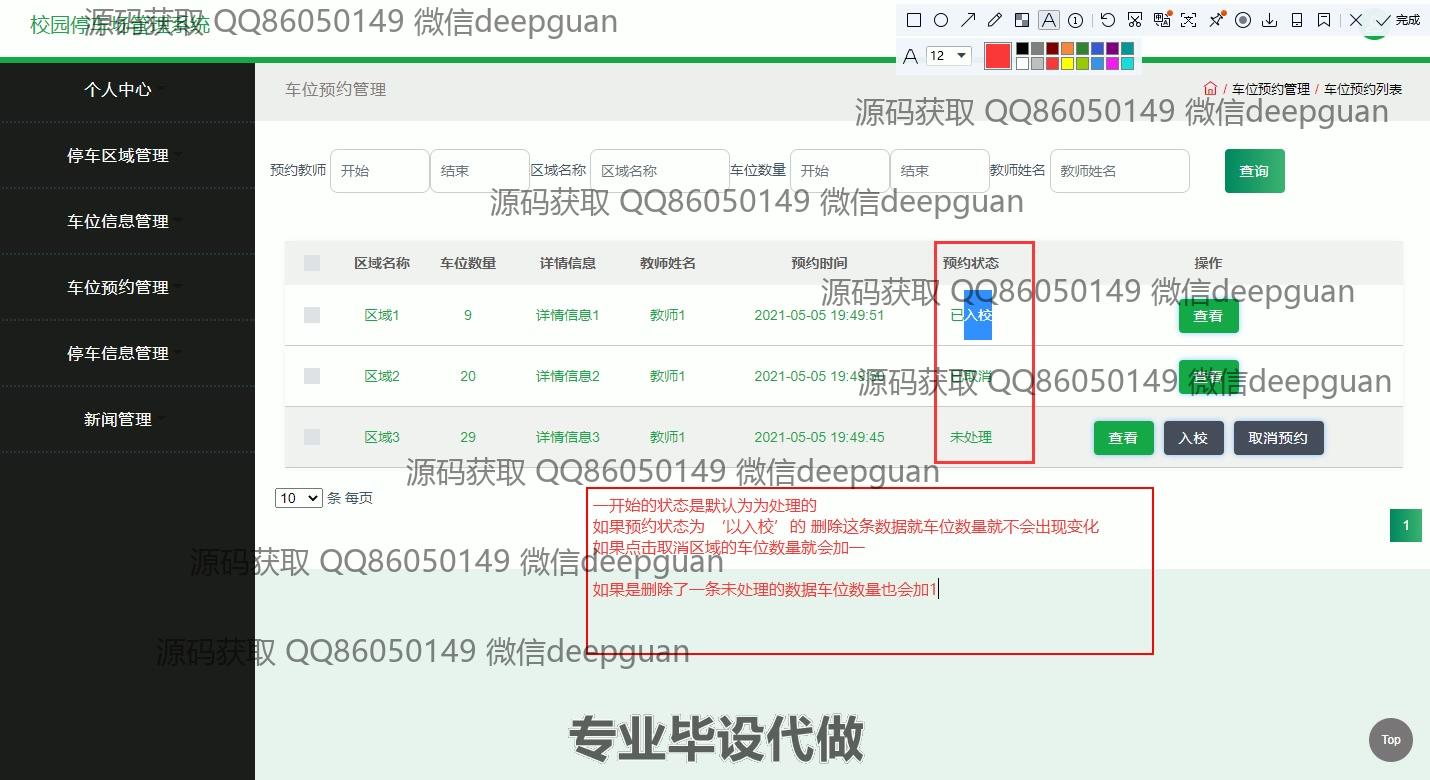 校园停车场管理系统
源码获取 QQ86050149 微信deepguan
12
完成
个人中心
停车区域管理
车位信息管理
车位预约管理
停车信息管理
新闻管理
车位预约管理
/ 车位预约管理 / 车位预约列表
源码获取 QQ86050149 微信deepguan
预约教师 开始 结束 区域名称 区域名称 车位数量 开始 结束 教师姓名 教师姓名 查询
源码获取 QQ86050149 微信deepguan
区域名称 车位数量 详情信息 教师姓名 预约时间 预约状态 操作
源码获取 QQ86050149 微信deepguan
区域1 9 详情信息1 教师1 2021-05-05 19:49:51 已入校 查看
区域2 20 详情信息2 教师1 2021-05-05 19:49:50 已取消 查看
源码获取 QQ86050149 微信deepguan
区域3 29 详情信息3 教师1 2021-05-05 19:49:45 未处理 查看 入校 取消预约
源码获取 QQ86050149 微信deepguan
10 条 每页
1
一开始的状态是默认为为处理的
如果预约状态为 ‘以入校’的 删除这条数据就车位数量就不会出现变化
如果点击取消区域的车位数量就会加一
源码获取 QQ86050149 微信deepguan
如果是删除了一条未处理的数据车位数量也会加1
源码获取 QQ86050149 微信deepguan
专业毕设代做
Top